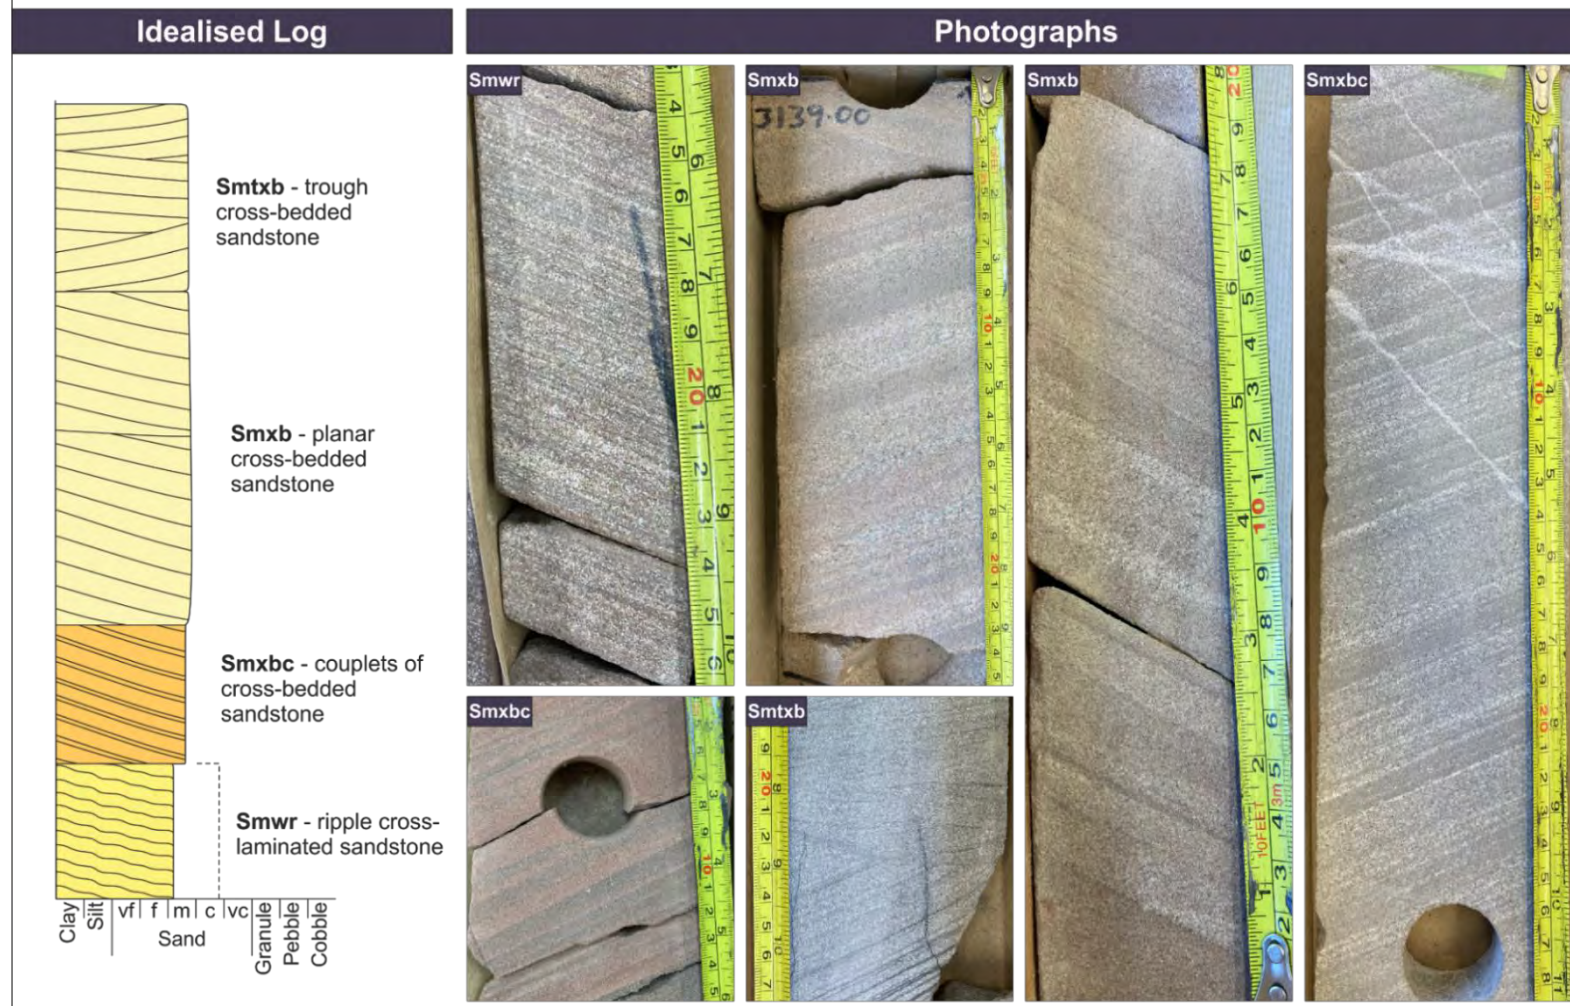 Idealised Log
Photographs
Smtxb - trough
cross-bedded
sandstone
Smxb - planar
cross-bedded
sandstone
Smxbc - couplets of
cross-bedded
sandstone
Smwr - ripple cross-
laminated sandstone
Clay
Silt
vf
f
m
c
vc
Sand
Granule
Pebble
Cobble
Smwr
Smxb
3139.00
Smxb
Smxbc
Smxbc
Smtxb
10FEET
3m